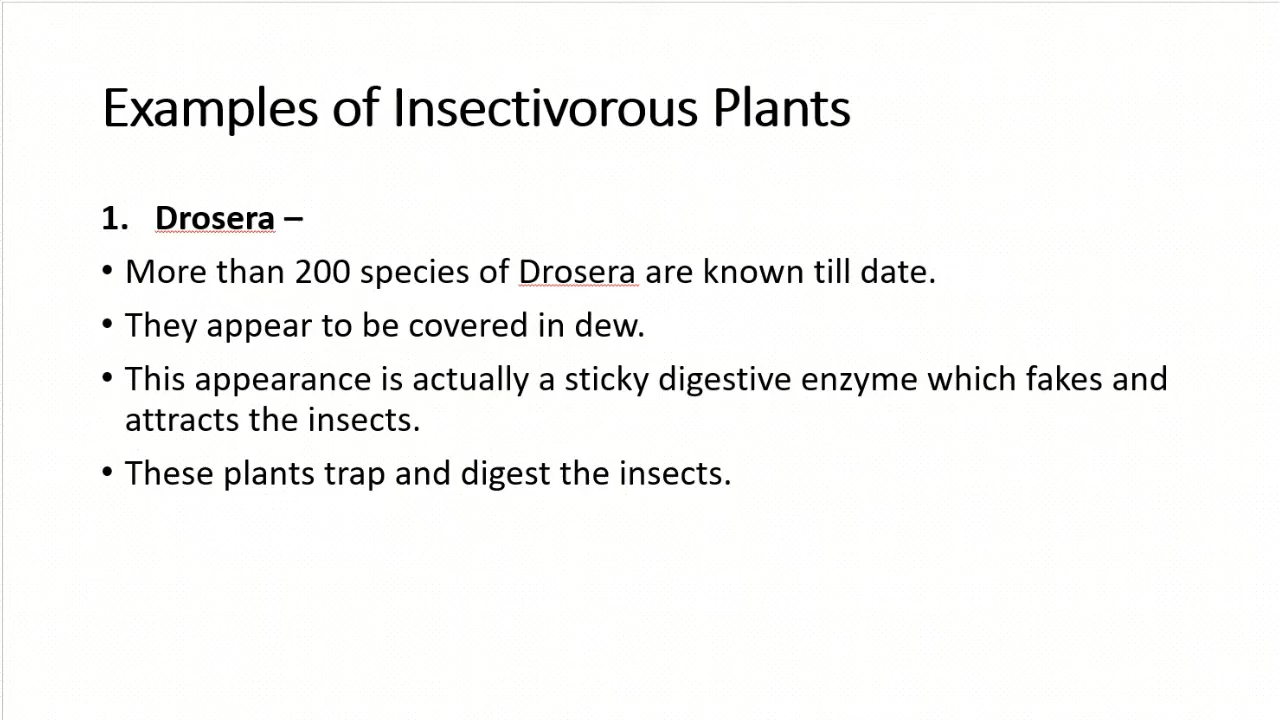 Examples of Insectivorous Plants
1. Drosera –
• More than 200 species of Drosera are known till date.
• They appear to be covered in dew.
• This appearance is actually a sticky digestive enzyme which fakes and
attracts the insects.
• These plants trap and digest the insects.